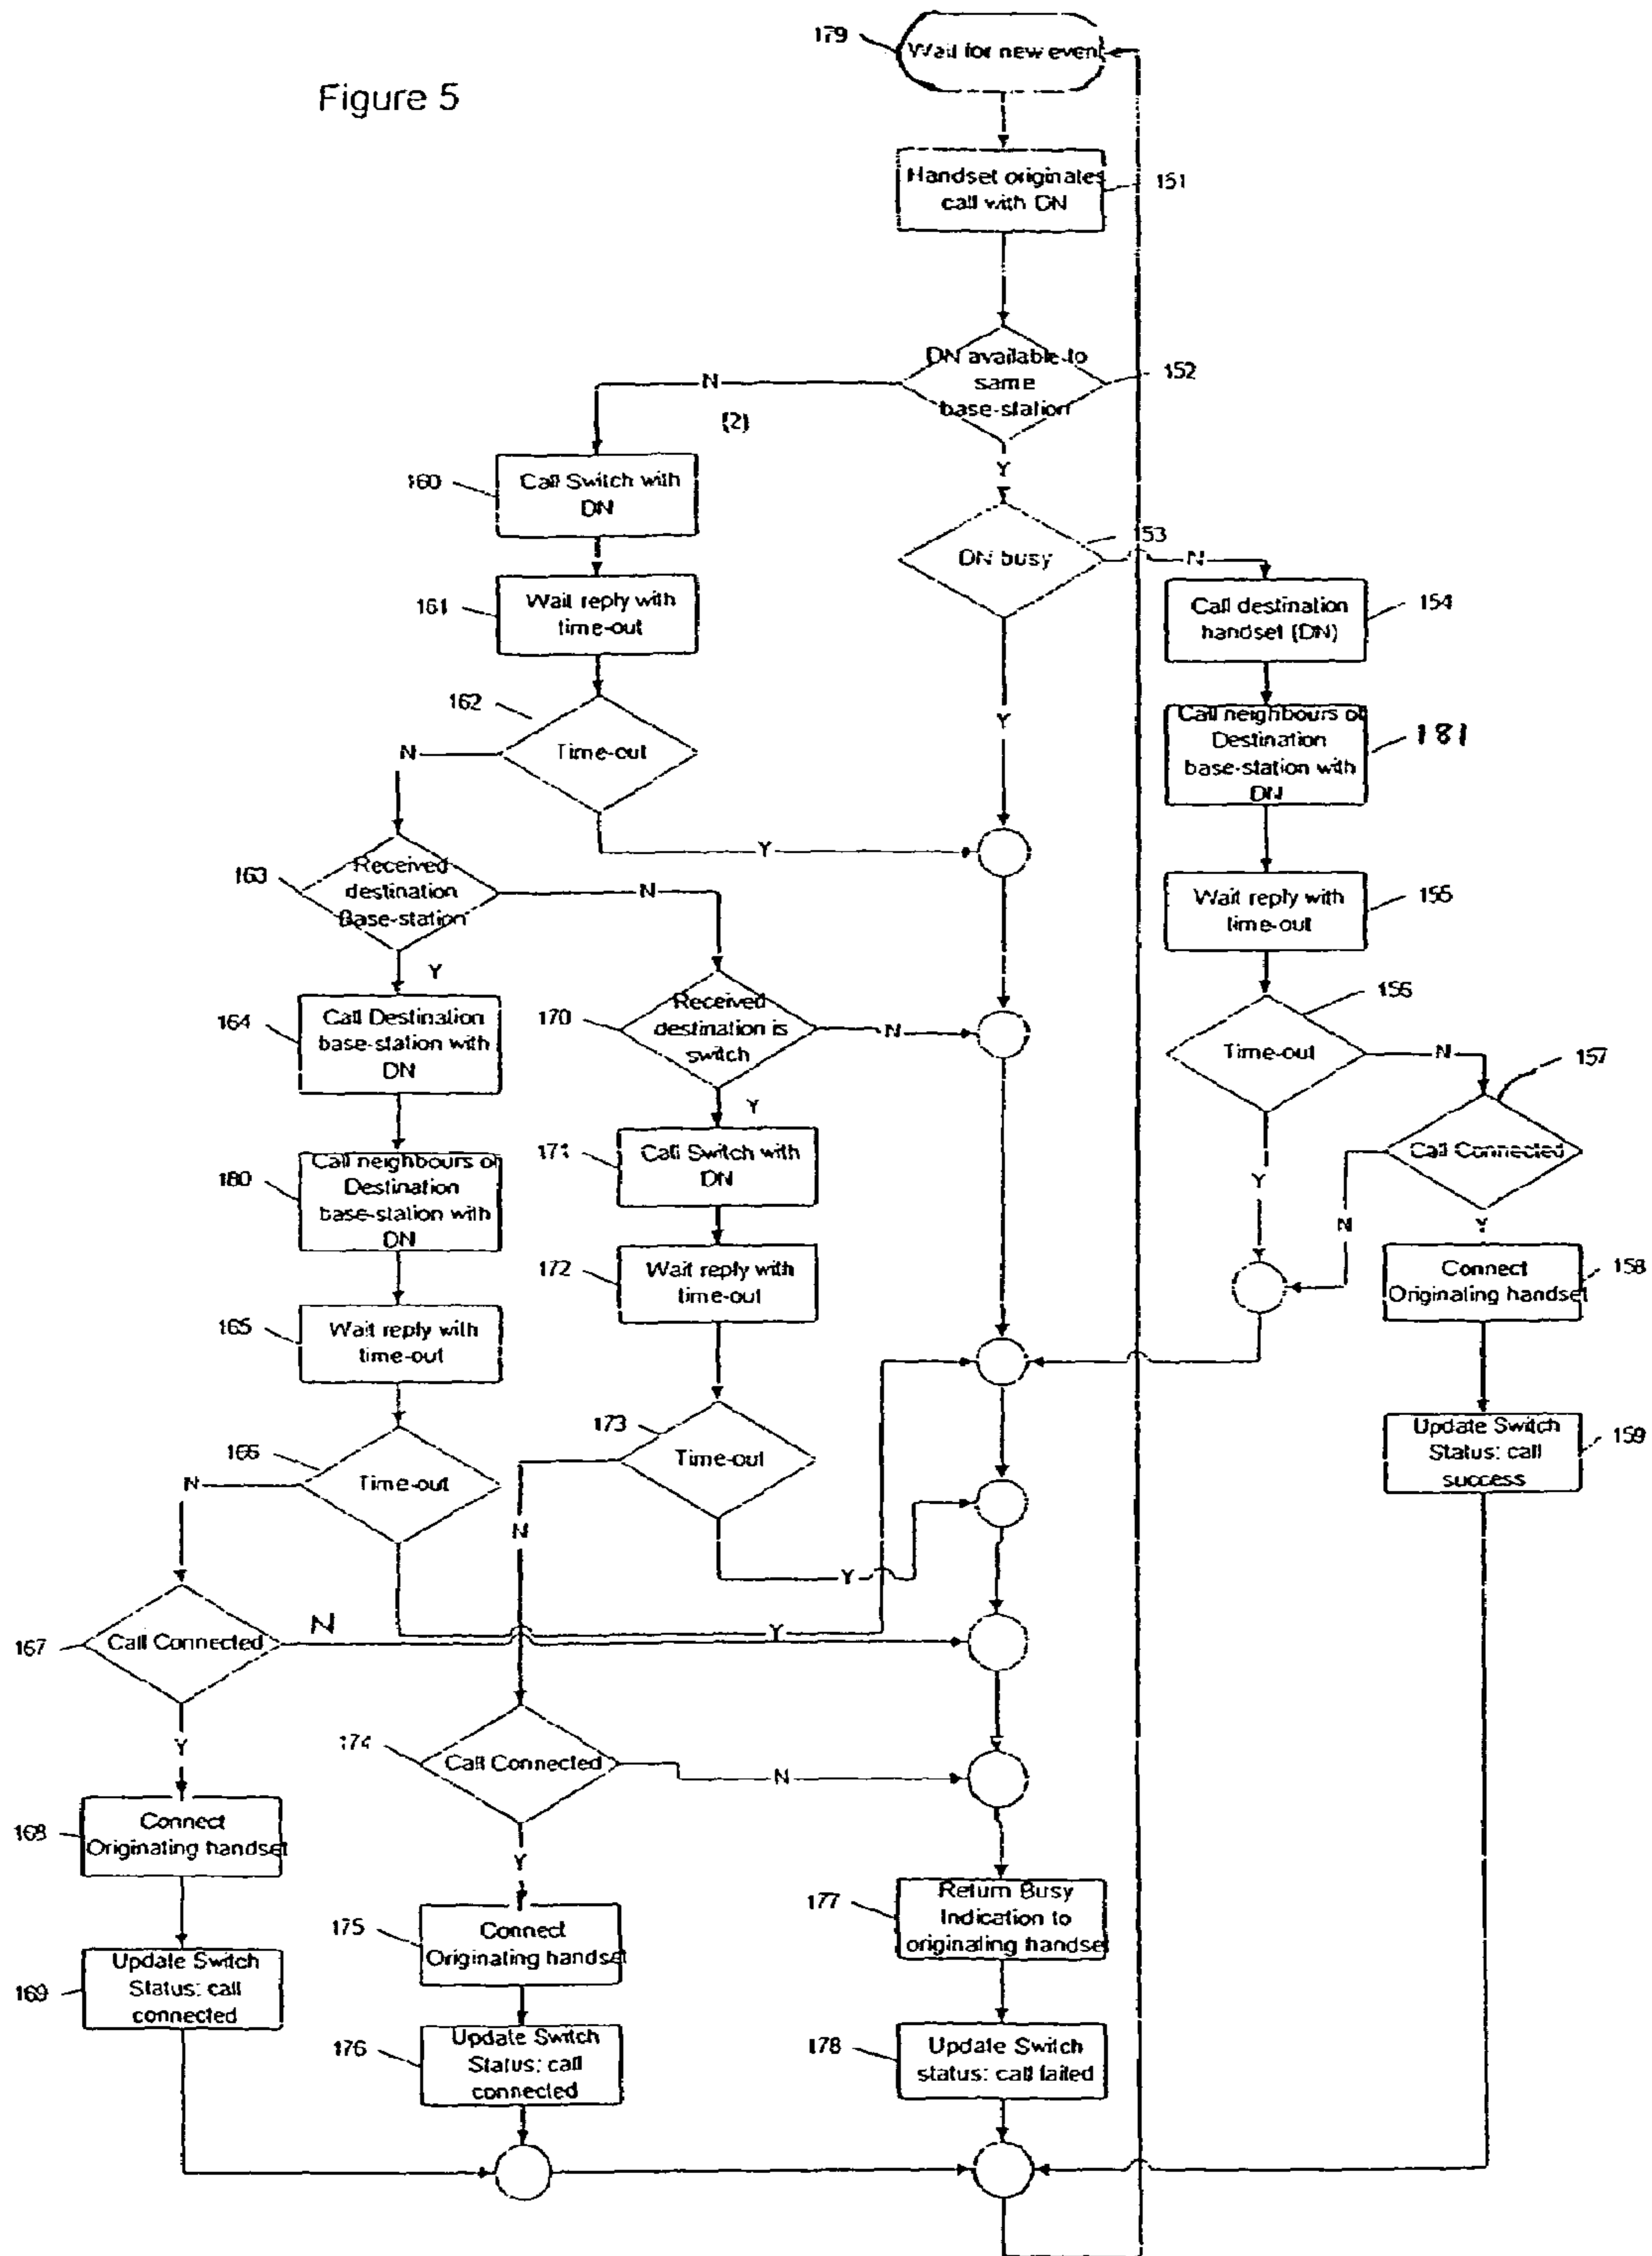 Figure 5
179
Wait for new event
Handset originates
call with DN
151
DN available to
same
base-station
152
N
(2)
Y
160
Call Switch with
DN
DN busy
153
N
161
Wait reply with
time-out
Call destination
handset (DN)
154
162
Time-out
N
Y
Y
Call neighbours of
Destination
base-station with
DN
181
163
Received
destination
Base-station
N
Y
Wait reply with
time-out
155
164
Call Destination
base-station with
DN
170
Received
destination is
switch
N
Y
Time-out
156
N
Y
157
Call Connected
N
Y
180
Call neighbours of
Destination
base-station with
DN
171
Call Switch with
DN
172
Wait reply with
time-out
Connect
Originating handset
158
165
Wait reply with
time-out
166
Time-out
N
Y
173
Time-out
N
Y
Update Switch
Status: call
success
159
167
Call Connected
N
Y
174
Call Connected
N
Y
168
Connect
Originating handset
175
Connect
Originating handset
177
Return Busy
Indication to
originating handset
169
Update Switch
Status: call
connected
176
Update Switch
Status: call
connected
178
Update Switch
status: call failed